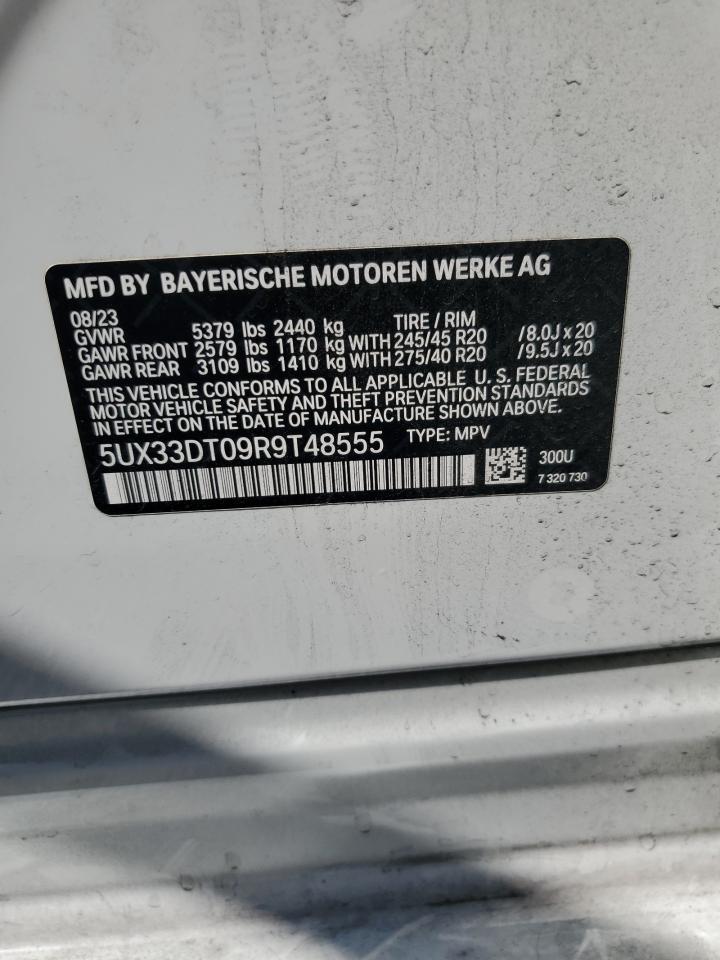 MFD BY BAYERISCHE MOTOREN WERKE AG
08/23
GVWR 5379 lbs 2440 kg TIRE / RIM
GAWR FRONT 2579 lbs 1170 kg WITH 245/45 R20 /8.0J x 20
GAWR REAR 3109 lbs 1410 kg WITH 275/40 R20 /9.5J x 20
THIS VEHICLE CONFORMS TO ALL APPLICABLE U. S. FEDERAL
MOTOR VEHICLE SAFETY AND THEFT PREVENTION STANDARDS
IN EFFECT ON THE DATE OF MANUFACTURE SHOWN ABOVE.
5UX33DT09R9T48555 TYPE: MPV
300U
7 320 730